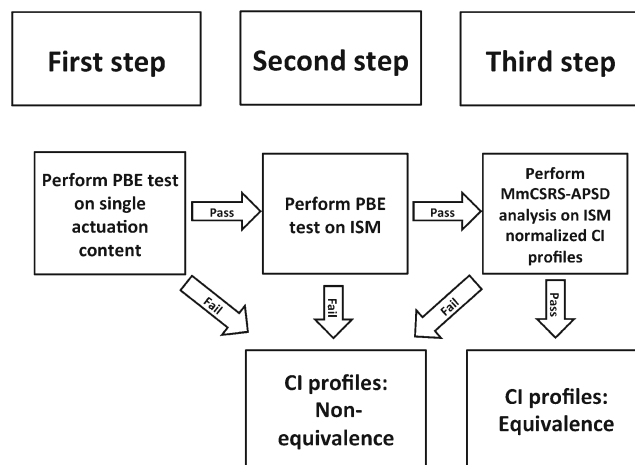 First step
Second step
Third step
Perform PBE test
on single
actuation
content
Pass
Perform PBE
test on ISM
Pass
Perform
MmCSRS-APSD
analysis on ISM
normalized CI
profiles
Fail
Fail
Fail
Pass
CI profiles:
Non-
equivalence
CI profiles:
Equivalence